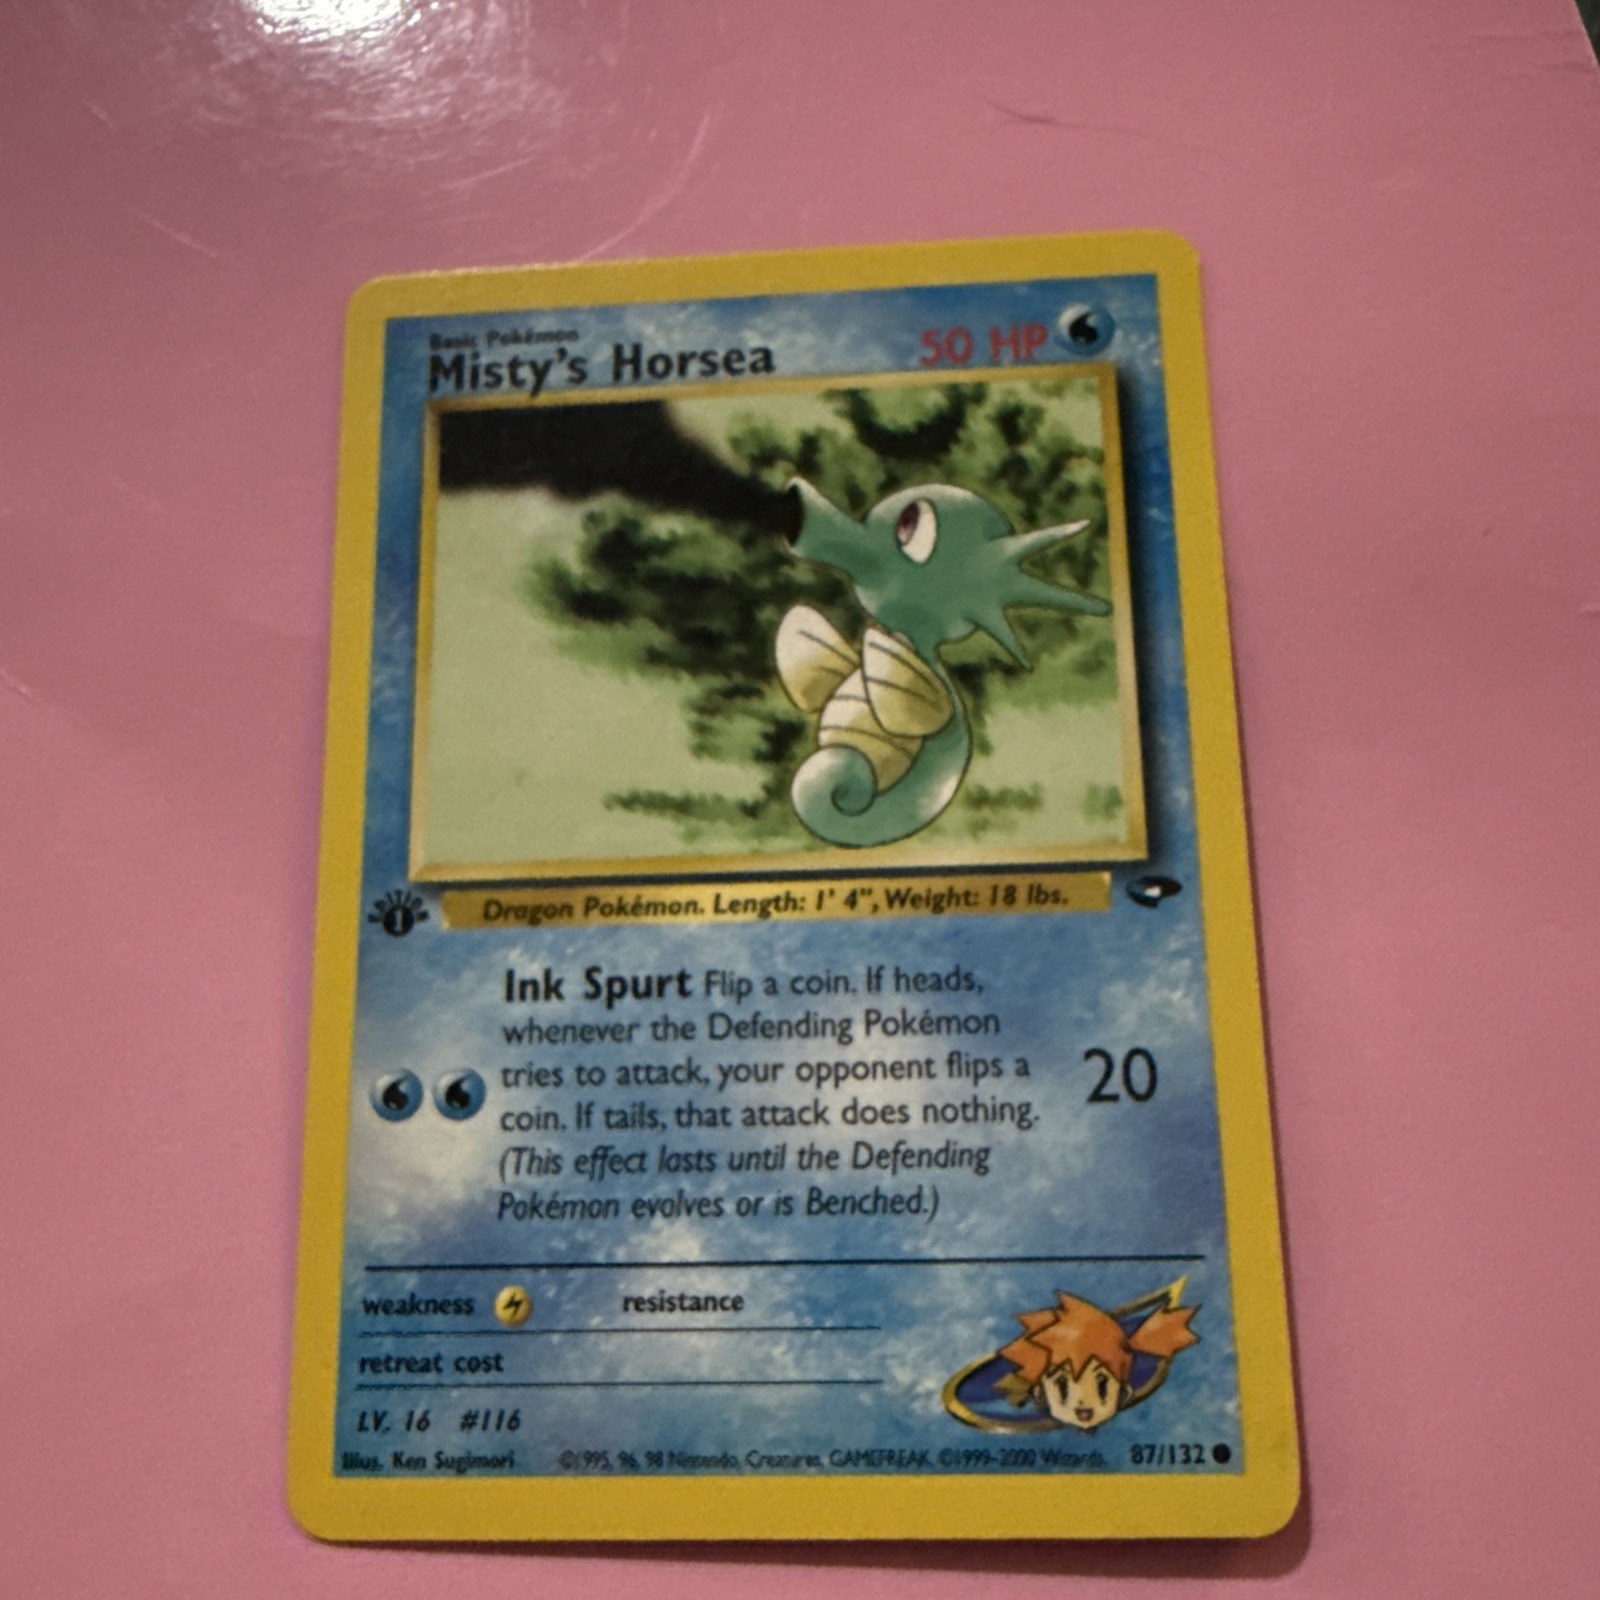 Basic Pokémon
Misty's Horsea 50 HP
EDITION
1
Dragon Pokémon. Length: 1' 4", Weight: 18 lbs.
Ink Spurt Flip a coin. If heads,
whenever the Defending Pokémon
tries to attack, your opponent flips a
coin. If tails, that attack does nothing.
(This effect lasts until the Defending
Pokémon evolves or is Benched.)
20
weakness resistance
retreat cost
LV. 16 #116
Illus. Ken Sugimori ©1995, 96, 98 Nintendo, Creatures, GAMEFREAK. ©1999-2000 Wizards. 87/132